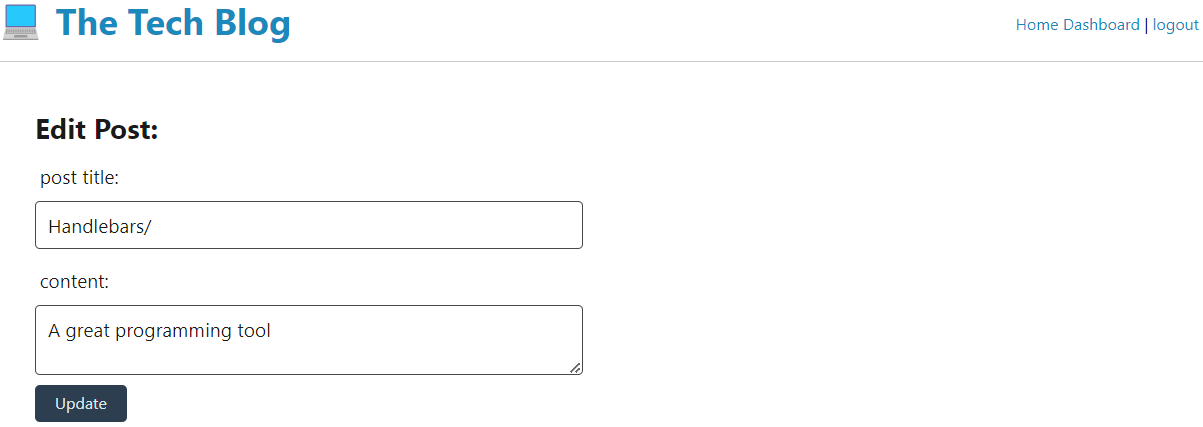 The Tech Blog
Home Dashboard | logout
Edit Post:
post title:
Handlebars/
content:
A great programming tool
Update